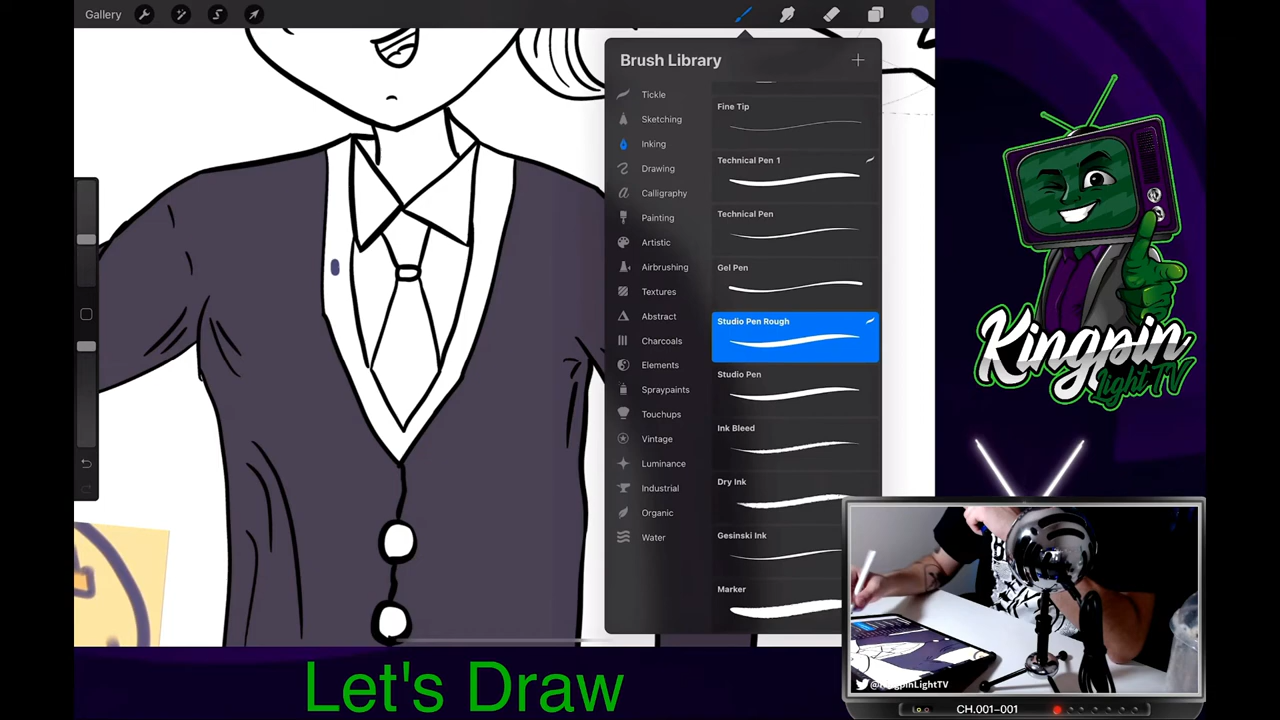 Gallery
Brush Library
Tickle
Sketching
Inking
Drawing
Calligraphy
Painting
Artistic
Airbrushing
Textures
Abstract
Charcoals
Elements
Spraypaints
Touchups
Vintage
Luminance
Industrial
Organic
Water
Fine Tip
Technical Pen 1
Technical Pen
Gel Pen
Studio Pen Rough
Studio Pen
Ink Bleed
Dry Ink
Gesinski Ink
Marker
Kingpin
Light TV
@KingpinLightTV
CH.001-001
Let's Draw